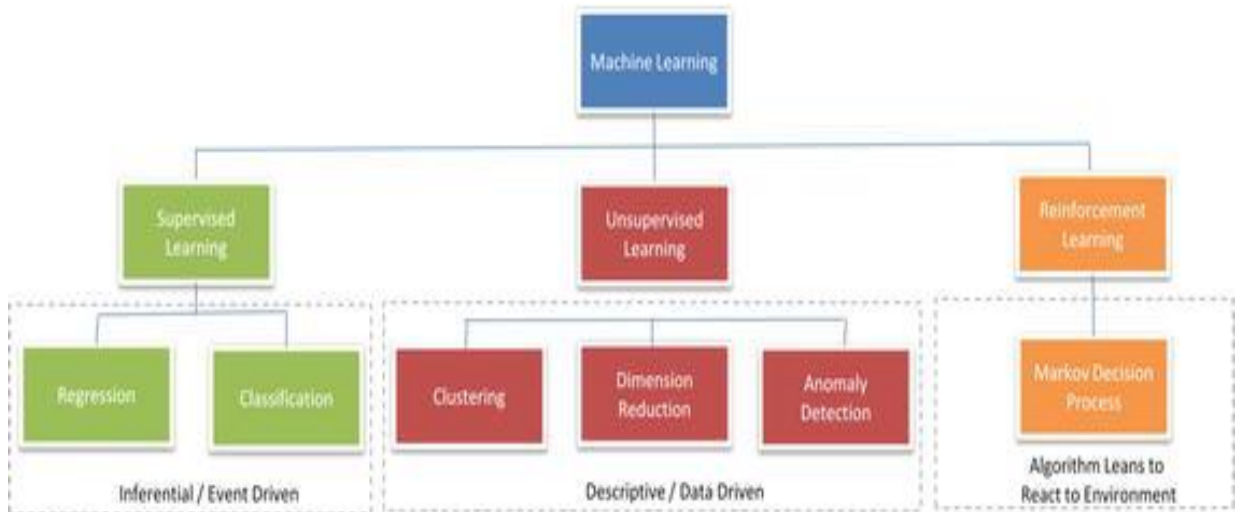 Machine Learning
Supervised
Learning
Unsupervised
Learning
Reinforcement
Learning
Regression
Classification
Clustering
Dimension
Reduction
Anomaly
Detection
Markov Decision
Process
Inferential / Event Driven
Descriptive / Data Driven
Algorithm Leans to
React to Environment